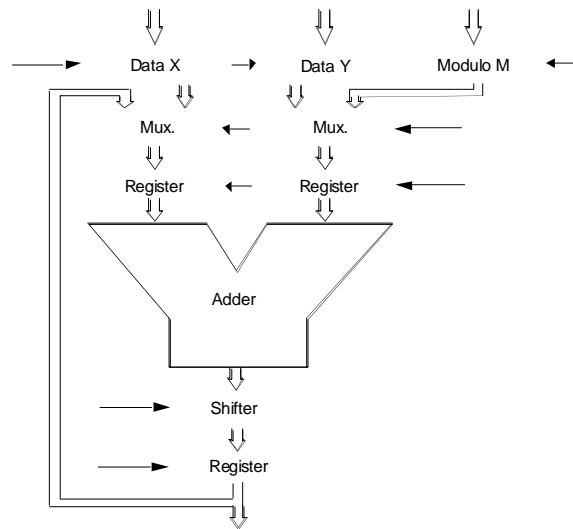 Data X
Data Y
Modulo M
Mux.
Mux.
Register
Register
Adder
Shifter
Register